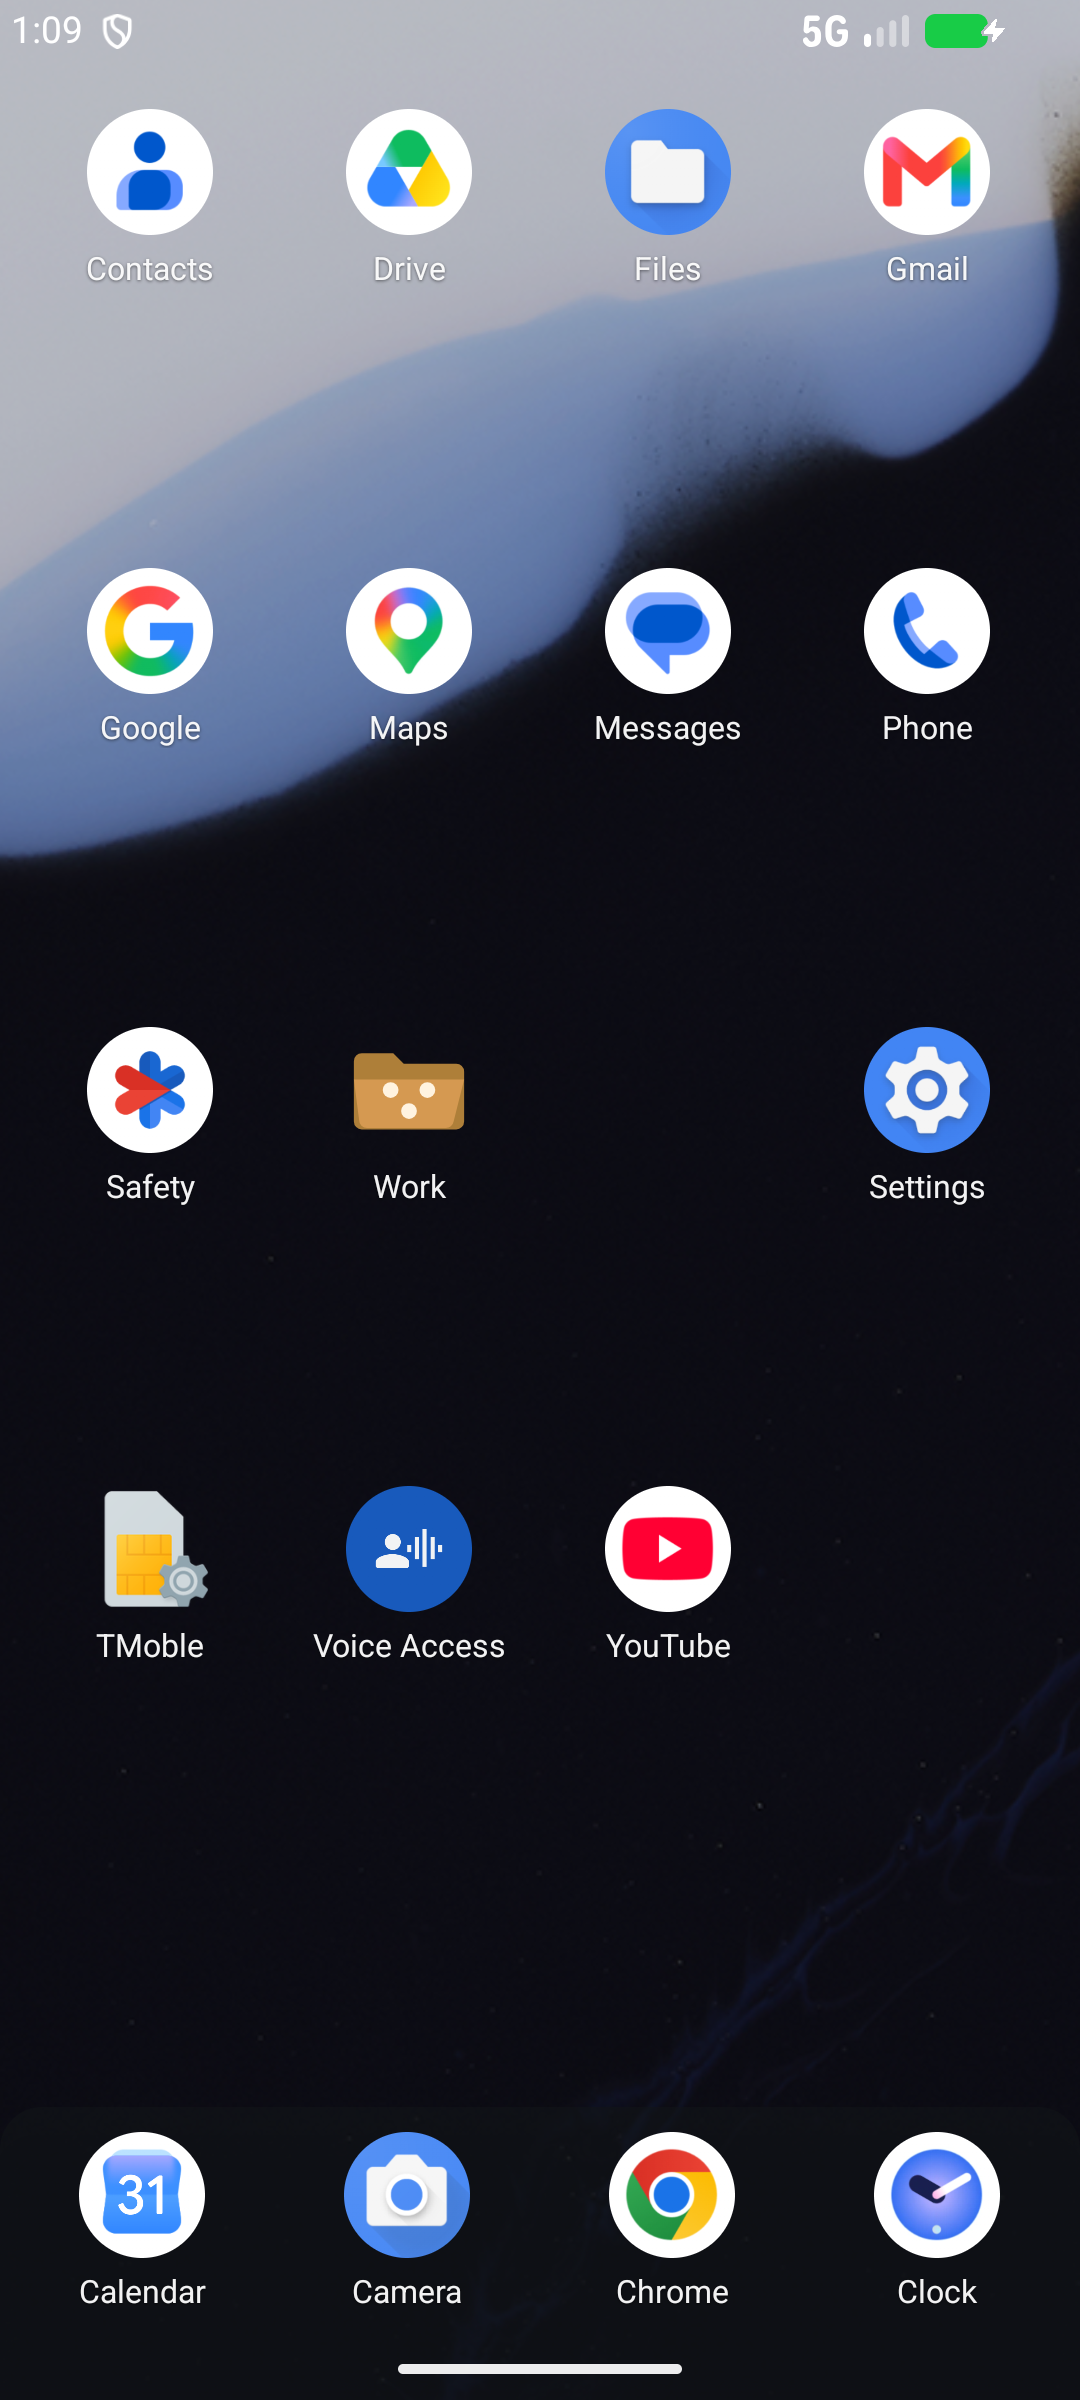 1:09 5G
Contacts Drive Files Gmail
Google Maps Messages Phone
Safety Work Settings
TMoble Voice Access YouTube
31
Calendar Camera Chrome Clock